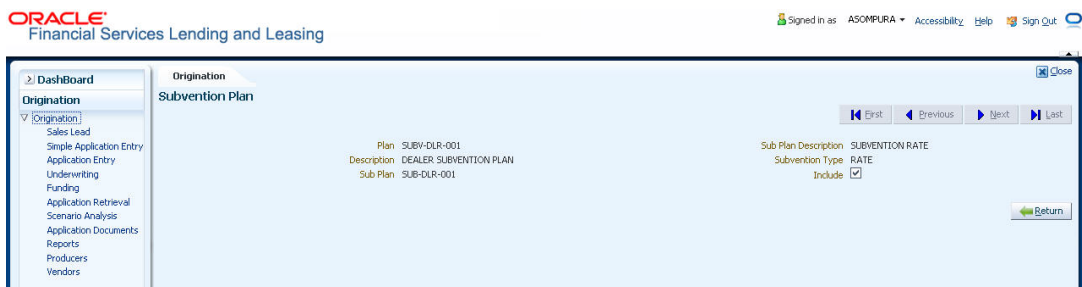 ORACLE
Financial Services Lending and Leasing
Signed in as ASOMPURA Accessibility Help Sign Out
DashBoard
Origination
Origination
Sales Lead
Simple Application Entry
Application Entry
Underwriting
Funding
Application Retrieval
Scenario Analysis
Application Documents
Reports
Producers
Vendors
Origination
Close
Subvention Plan
First Previous Next Last
Plan SUBV-DLR-001
Description DEALER SUBVENTION PLAN
Sub Plan SUB-DLR-001
Sub Plan Description SUBVENTION RATE
Subvention Type RATE
Include
Return